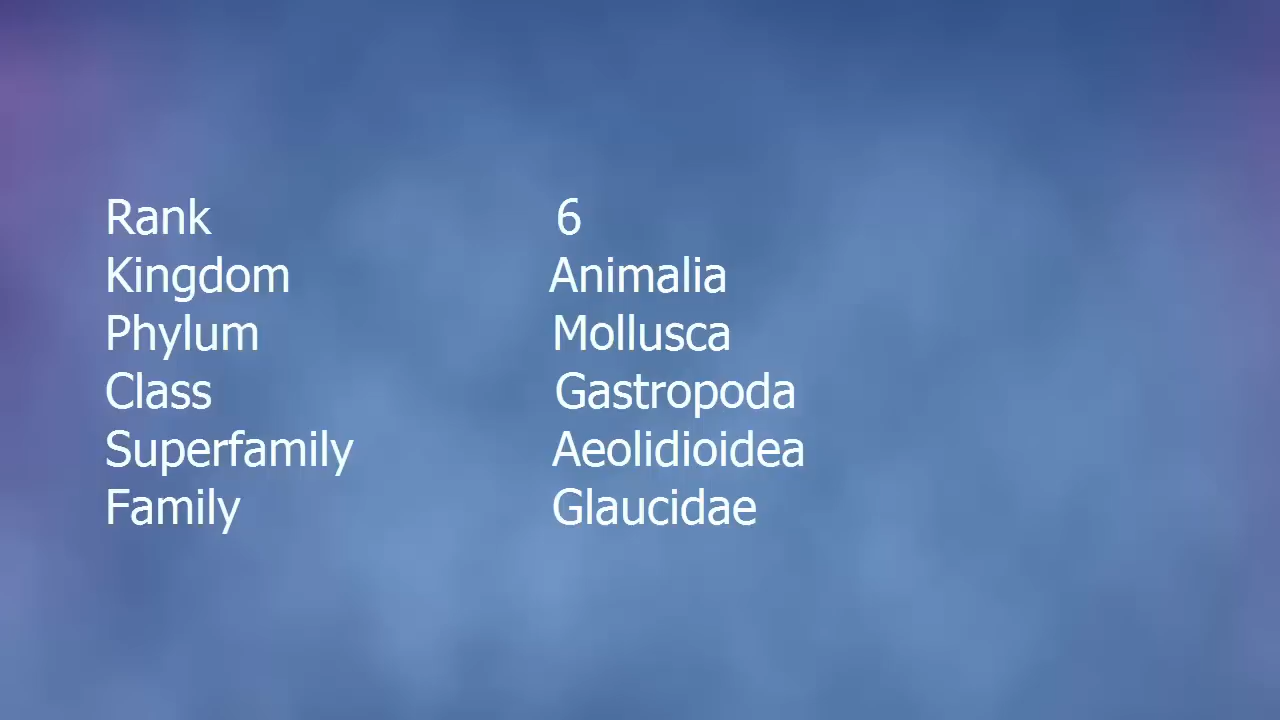 Rank 6
Kingdom Animalia
Phylum Mollusca
Class Gastropoda
Superfamily Aeolidioidea
Family Glaucidae